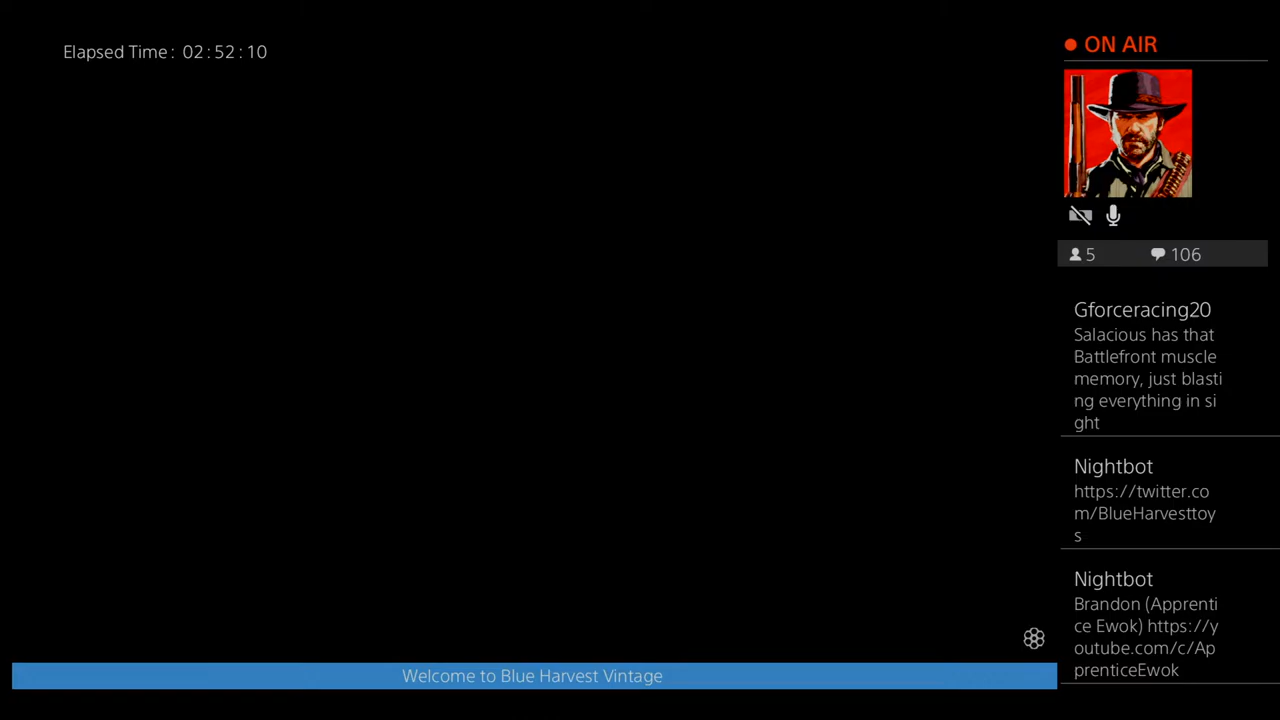 Elapsed Time: 02:52:10
ON AIR
5
106
Gforceracing20
Salacious has that
Battlefront muscle
memory, just blasti
ng everything in si
ght
Nightbot
https://twitter.co
m/BlueHarvesttoy
s
Nightbot
Brandon (Apprenti
ce Ewok) https://y
outube.com/c/Ap
prenticeEwok
Welcome to Blue Harvest Vintage